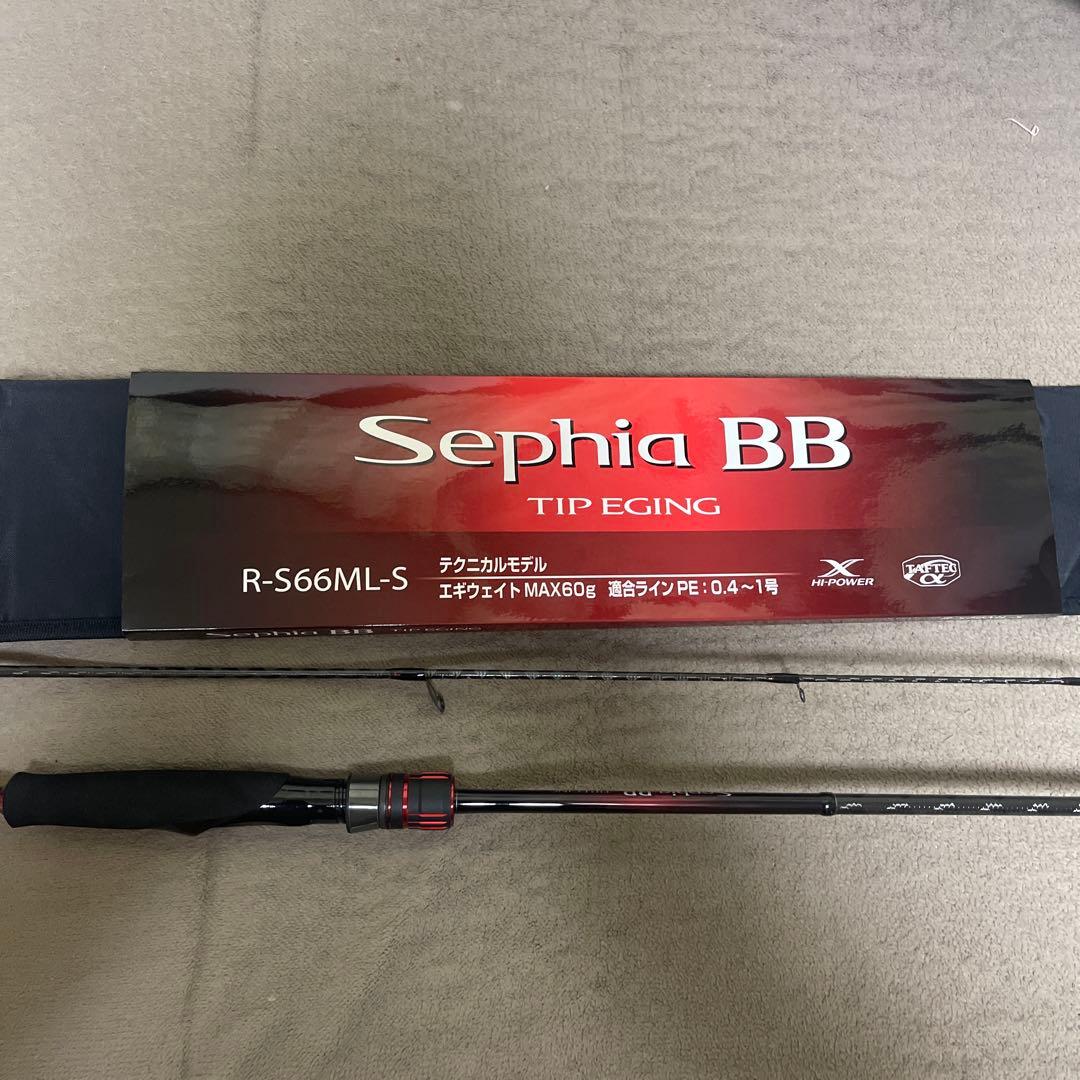 Sephia BB
TIP EGING
R-S66ML-S
テクニカルモデル
エギウェイトMAX60g 適合ラインPE:0.4～1号
X
HI-POWER
TAFTEC
α
Sephia BB TIP EGING